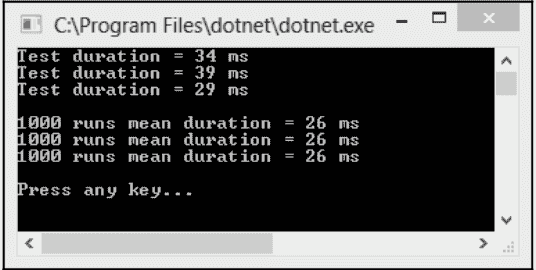 C:\Program Files\dotnet\dotnet.exe
Test duration = 34 ms
Test duration = 39 ms
Test duration = 29 ms
1000 runs mean duration = 26 ms
1000 runs mean duration = 26 ms
1000 runs mean duration = 26 ms
Press any key...